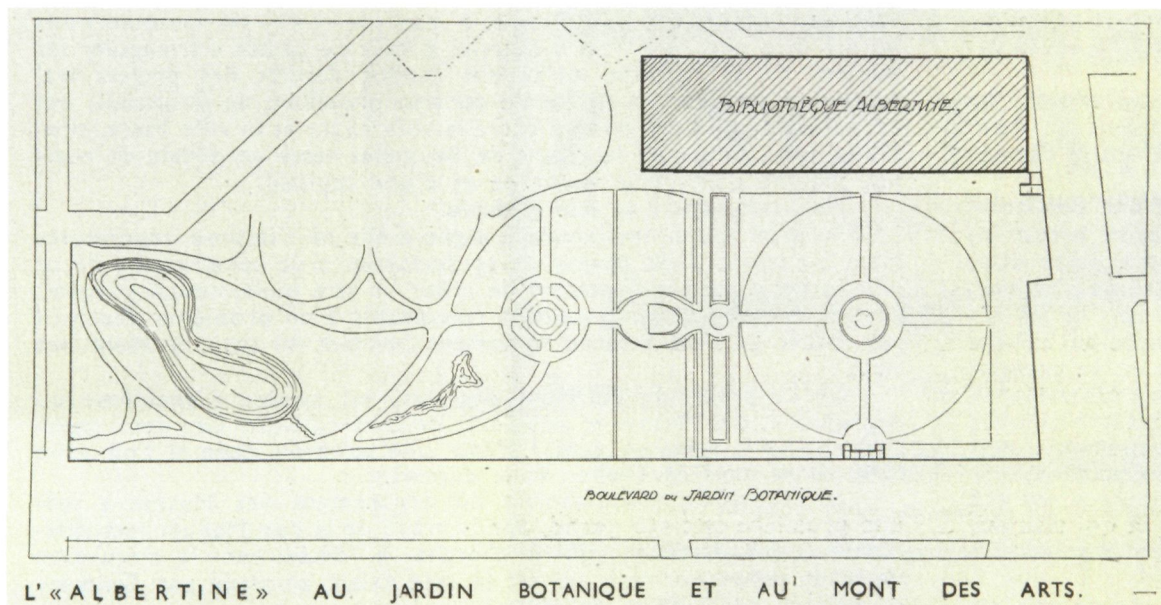 BIBLIOTHÈQUE ALBERTINE.
BOULEVARD DU JARDIN BOTANIQUE.
L'«ALBERTINE» AU JARDIN BOTANIQUE ET AU MONT DES ARTS. —